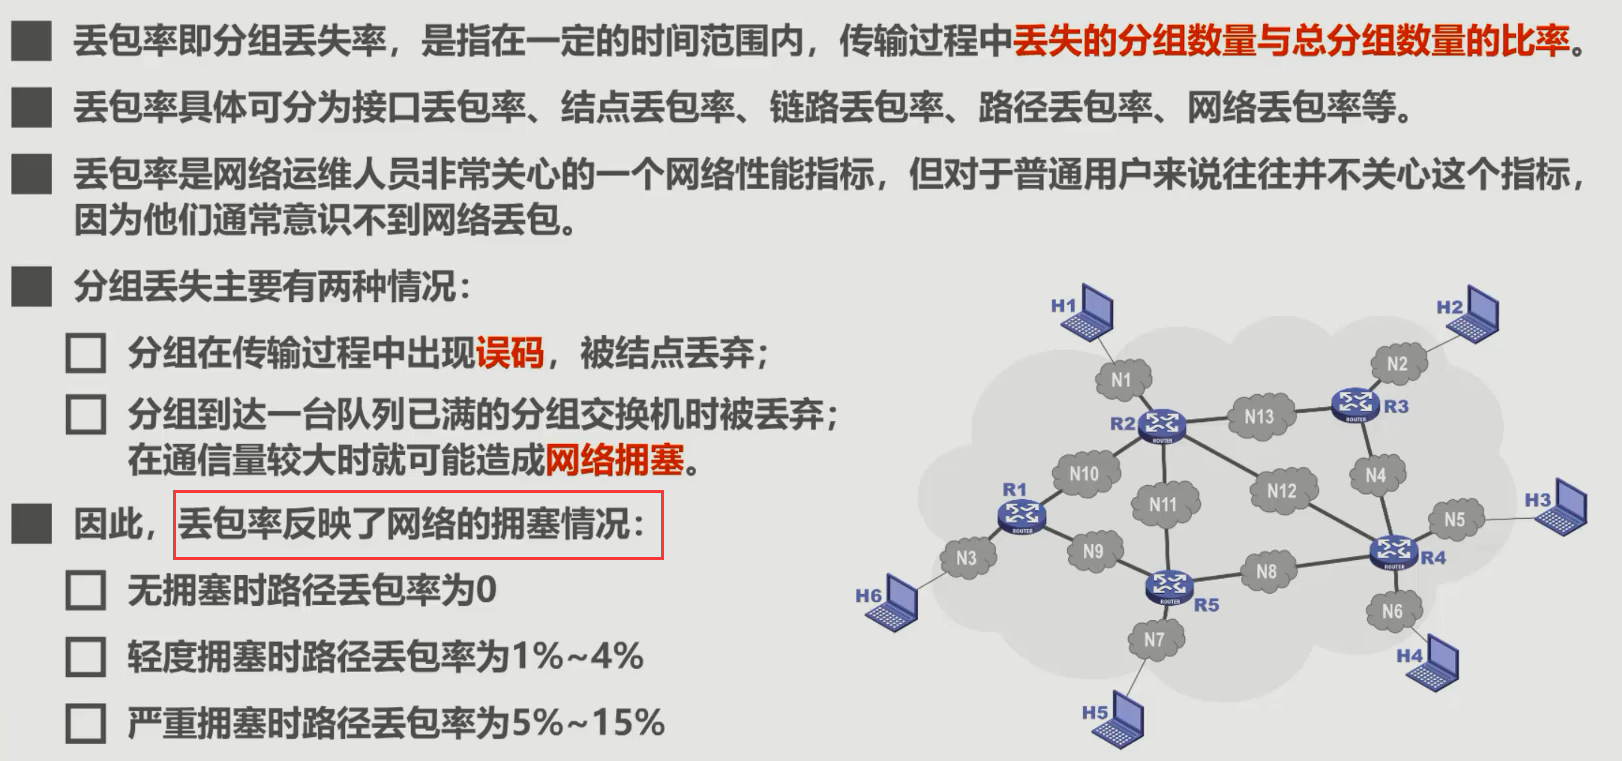 丢包率即分组丢失率，是指在一定的时间范围内，传输过程中丢失的分组数量与总分组数量的比率。
丢包率具体可分为接口丢包率、结点丢包率、链路丢包率、路径丢包率、网络丢包率等。
丢包率是网络运维人员非常关心的一个网络性能指标，但对于普通用户来说往往并不关心这个指标，
因为他们通常意识不到网络丢包。
分组丢失主要有两种情况：
分组在传输过程中出现误码，被结点丢弃；
分组到达一台队列已满的分组交换机时被丢弃；
在通信量较大时就可能造成网络拥塞。
因此，丢包率反映了网络的拥塞情况：
无拥塞时路径丢包率为0
轻度拥塞时路径丢包率为1%~4%
严重拥塞时路径丢包率为5%~15%
H1
H2
N1
N2
R2
ROUTER
N13
R3
ROUTER
N10
N12
N4
R1
ROUTER
N11
H3
N5
N3
N9
N8
R4
ROUTER
H6
R5
ROUTER
N6
N7
H4
H5